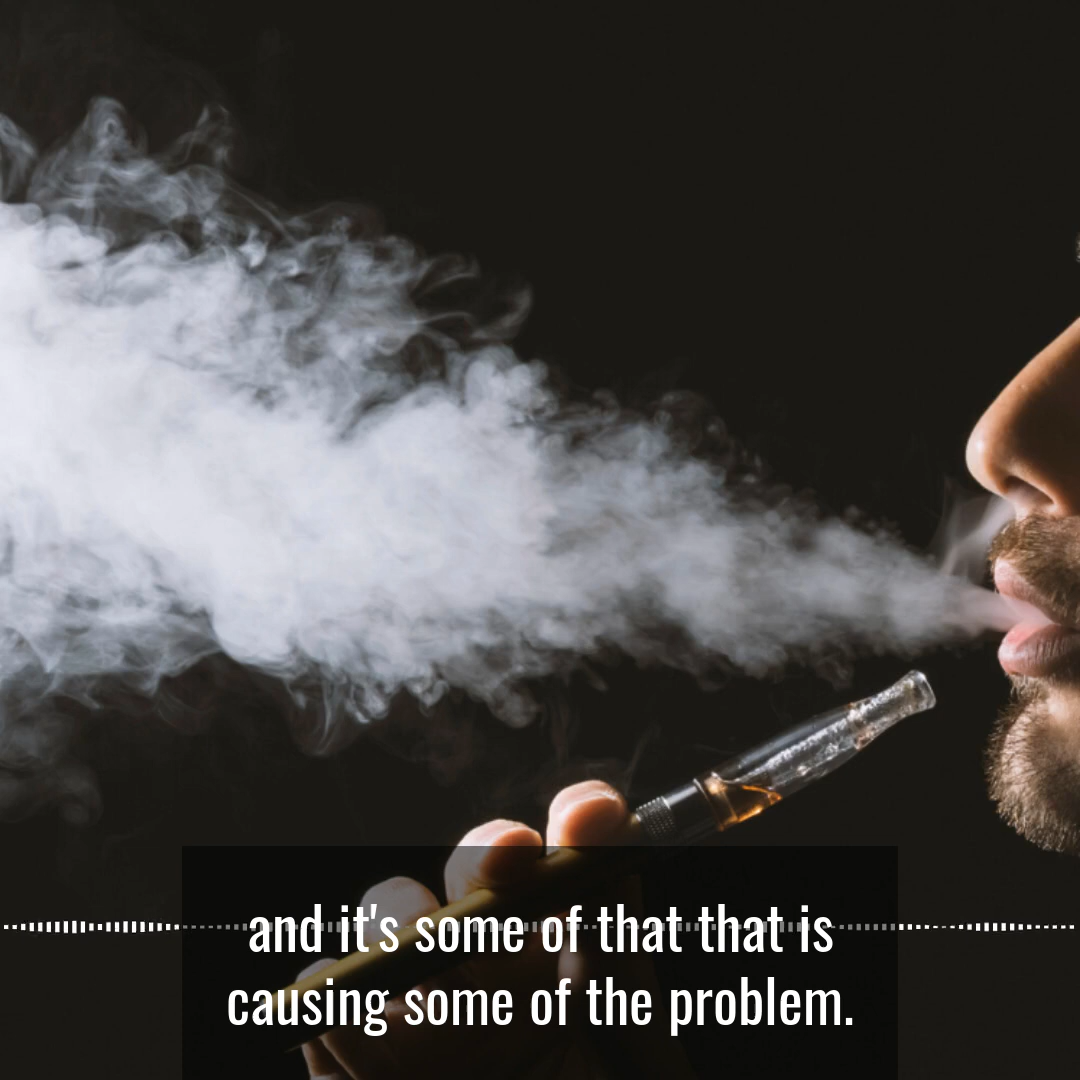 and it's some of that that is
causing some of the problem.